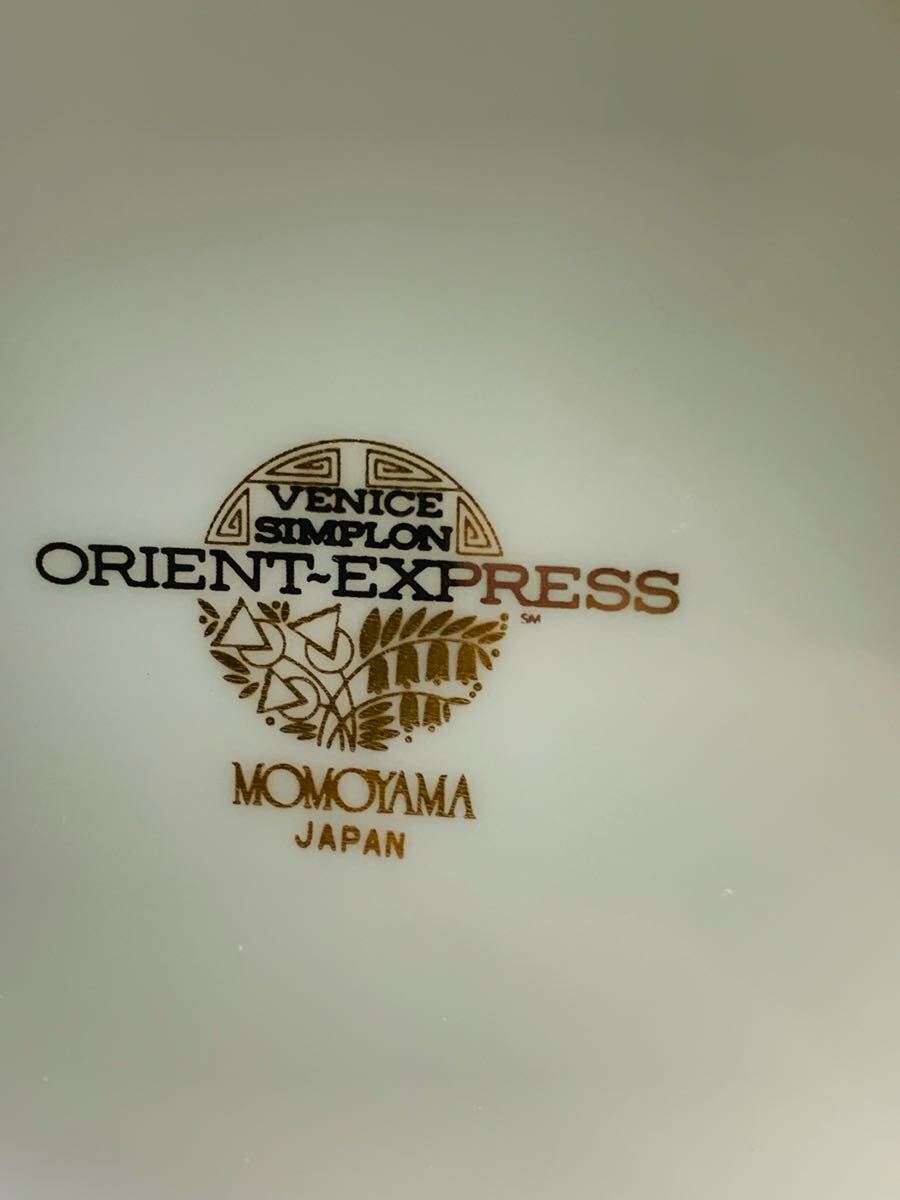 VENICE
SIMPLON
ORIENT~EXPRESS
SM
MOMOYAMA
JAPAN